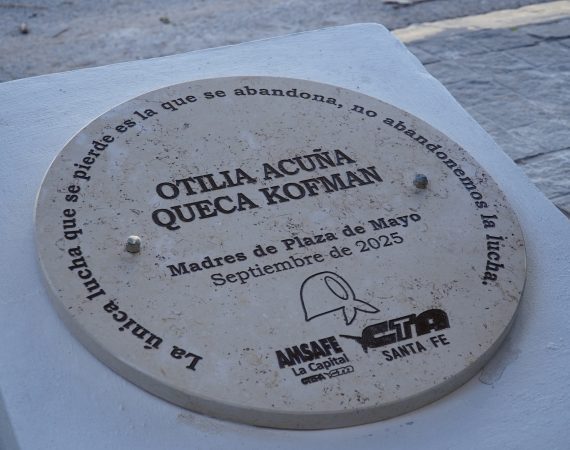 La única lucha que se pierde es la que se abandona, no abandonemos la lucha.
OTILIA ACUÑA
QUECA KOFMAN
Madres de Plaza de Mayo
Septiembre de 2025
AMSAFE
La Capital
CTA
SANTA FE